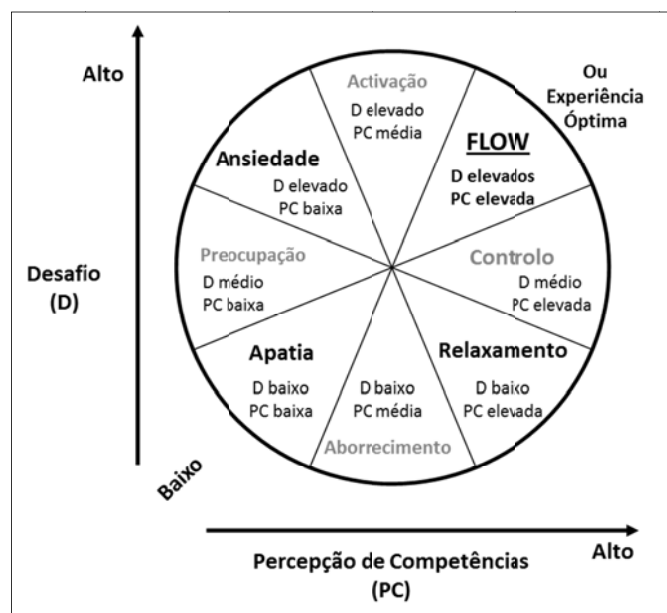 Alto
Activação
D elevado
PC média
Ou
Experiência
Óptima
FLOW
D elevados
PC elevada
Ansiedade
D elevado
PC baixa
Preocupação
D médio
PC baixa
Controlo
D médio
PC elevada
Desafio
(D)
Apatia
D baixo
PC baixa
D baixo
PC média
Aborrecimento
Relaxamento
D baixo
PC elevada
Baixo
Percepção de Competências
(PC)
Alto